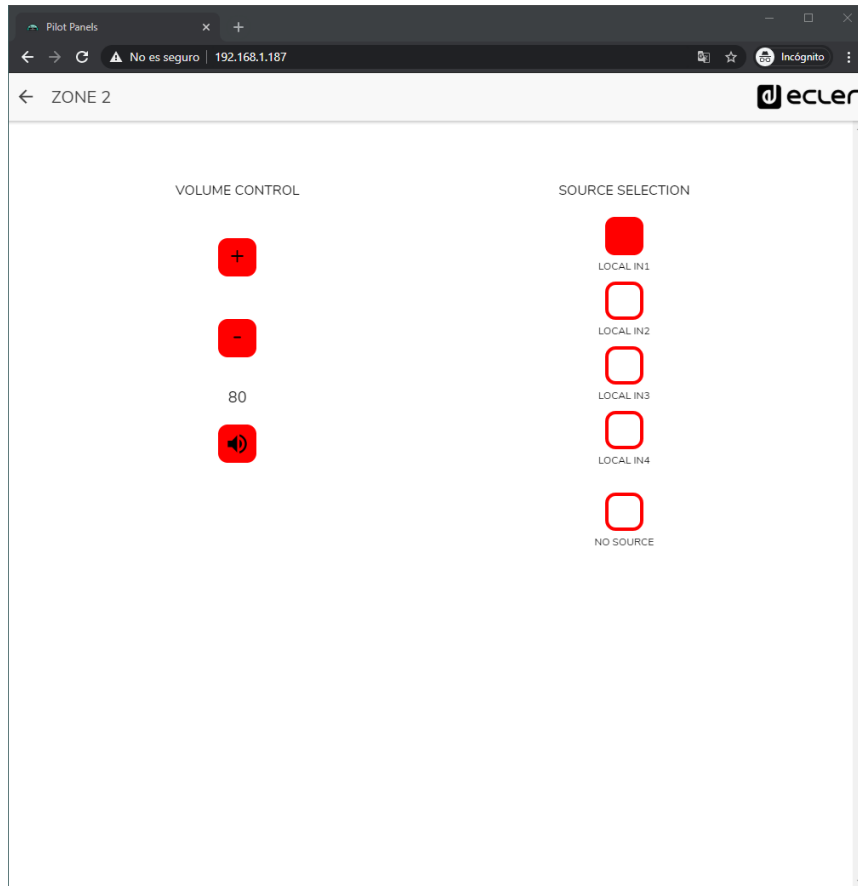 Pilot Panels
No es seguro | 192.168.1.187
Incógnito
ZONE 2
ecler
VOLUME CONTROL
SOURCE SELECTION
+
LOCAL IN1
LOCAL IN2
-
80
LOCAL IN3
LOCAL IN4
NO SOURCE